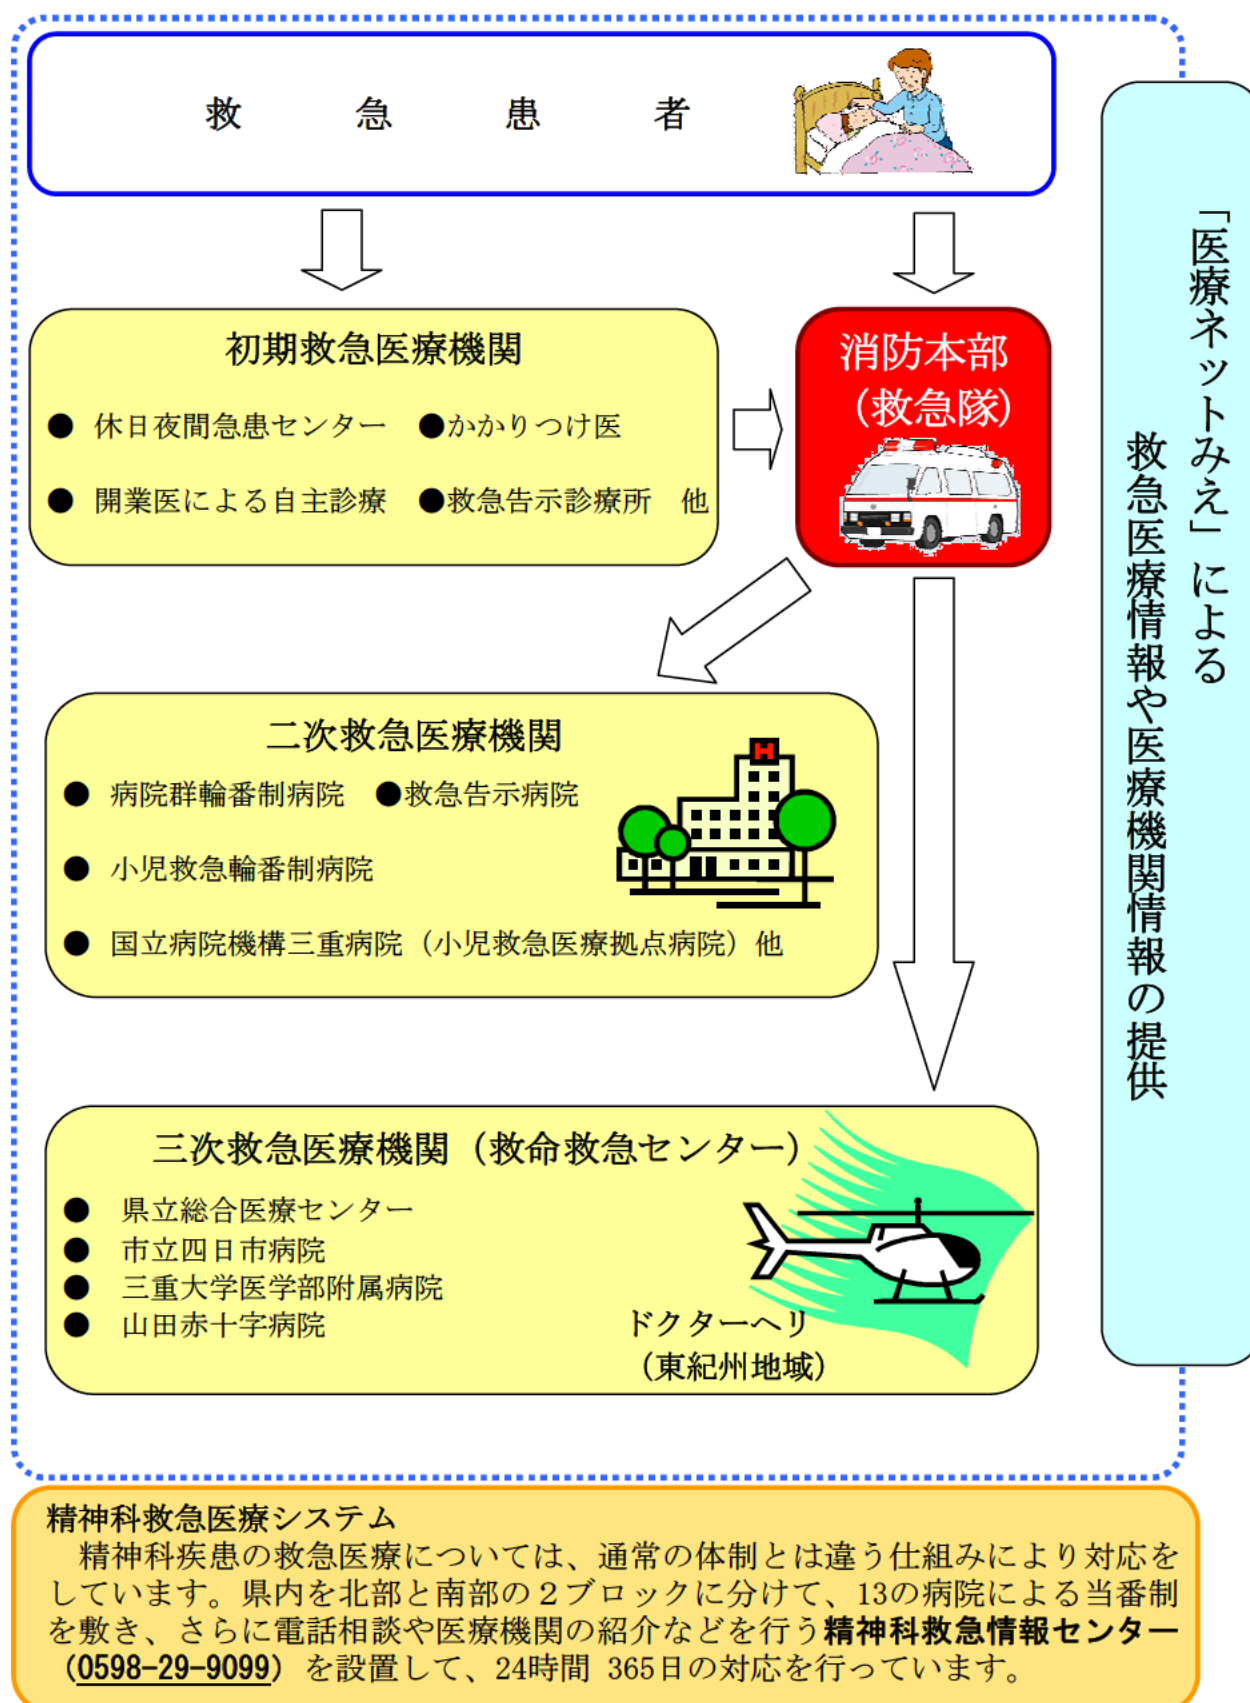 救急患者
初期救急医療機関
● 休日夜間急患センター ●かかりつけ医
● 開業医による自主診療 ●救急告示診療所 他
消防本部
（救急隊）
二次救急医療機関
● 病院群輪番制病院 ●救急告示病院
● 小児救急輪番制病院
● 国立病院機構三重病院（小児救急医療拠点病院）他
三次救急医療機関（救命救急センター）
● 県立総合医療センター
● 市立四日市病院
● 三重大学医学部附属病院
● 山田赤十字病院
ドクターヘリ
（東紀州地域）
「医療ネットみえ」による
救急医療情報や医療機関情報の提供
精神科救急医療システム
精神科疾患の救急医療については、通常の体制とは違う仕組みにより対応を
しています。県内を北部と南部の２ブロックに分けて、13の病院による当番制
を敷き、さらに電話相談や医療機関の紹介などを行う精神科救急情報センター
（0598-29-9099）を設置して、24時間 365日の対応を行っています。